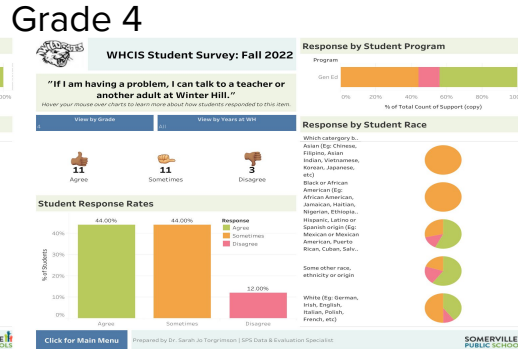 Grade 4
WHCIS Student Survey: Fall 2022
"If I am having a problem, I can talk to a teacher or
another adult at Winter Hill."
Hover your mouse over charts to learn more about how students responded to this item.
View by Grade
4
View by Years at WH
All
11
Agree
11
Sometimes
3
Disagree
Student Response Rates
% of Students
40%
30%
20%
10%
0%
44.00%
44.00%
12.00%
Agree
Sometimes
Disagree
Response
Agree
Sometimes
Disagree
Click for Main Menu
Prepared by Dr. Sarah Jo Torgrimson | SPS Data & Evaluation Specialist
Response by Student Program
Program
Gen Ed
0%
20%
40%
60%
80%
100
% of Total Count of Support (copy)
Response by Student Race
Which catergory b..
Asian (Eg: Chinese,
Filipino, Asian
Indian, Vietnamese,
Korean, Japanese,
etc)
Black or African
American (Eg:
African American,
Jamaican, Haitian,
Nigerian, Ethiopia..
Hispanic, Latino or
Spanish origin (Eg:
Mexican or Mexican
American, Puerto
Rican, Cuban, Salv..
Some other race,
ethnicity or origin
White (Eg: German,
Irish, English,
Italian, Polish,
French, etc)
SOMERVILLE
PUBLIC SCHOO